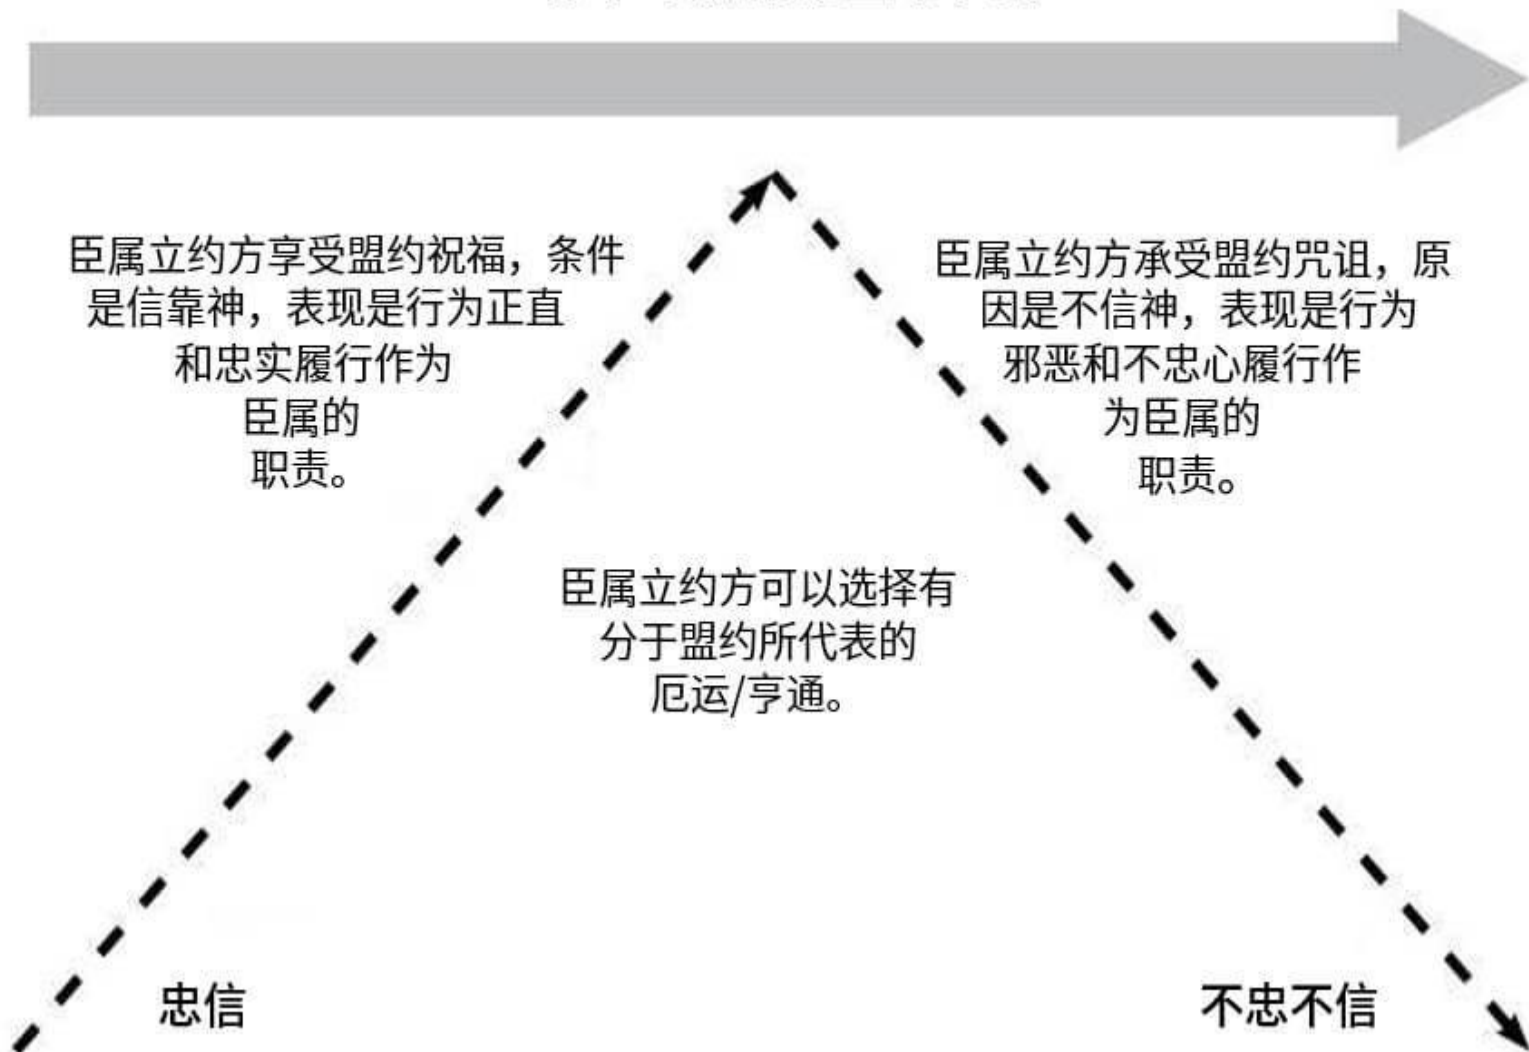 臣属立约方享受盟约祝福，条件
是信靠神，表现是行为正直
和忠实履行作为
臣属的
职责。
臣属立约方承受盟约咒诅，原
因是不信神，表现是行为
邪恶和不忠心履行作
为臣属的
职责。
臣属立约方可以选择有
分于盟约所代表的
厄运/亨通。
忠信
不忠不信